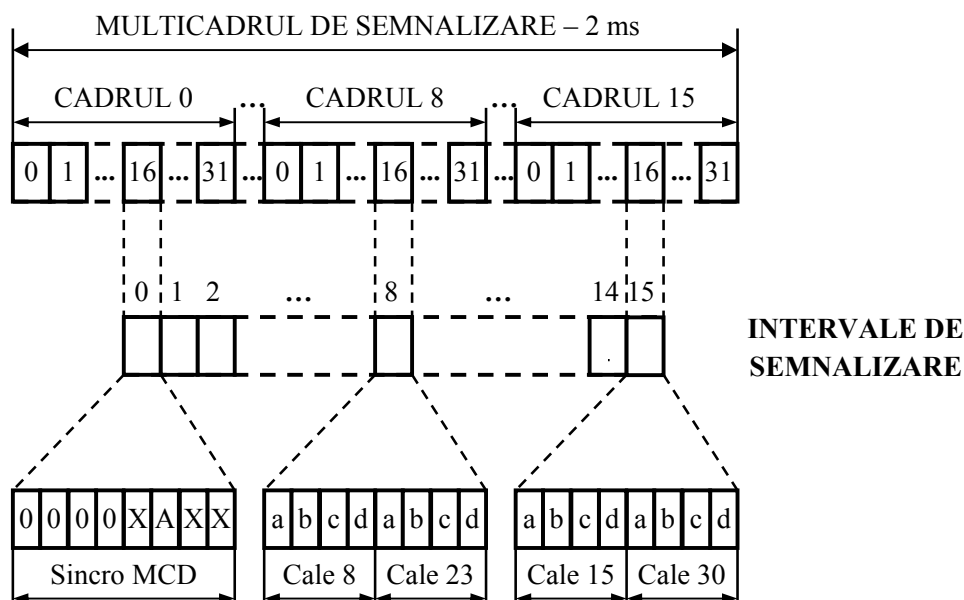 MULTICADRUL DE SEMNALIZARE – 2 ms
CADRUL 0 ... CADRUL 8 ... CADRUL 15
0 1 ... 16 ... 31 ... 0 1 ... 16 ... 31 ... 0 1 ... 16 ... 31
0 1 2 ... 8 ... 14 15
INTERVALE DE
SEMNALIZARE
0 0 0 0 X A X X a b c d a b c d a b c d a b c d
Sincro MCD Cale 8 Cale 23 Cale 15 Cale 30